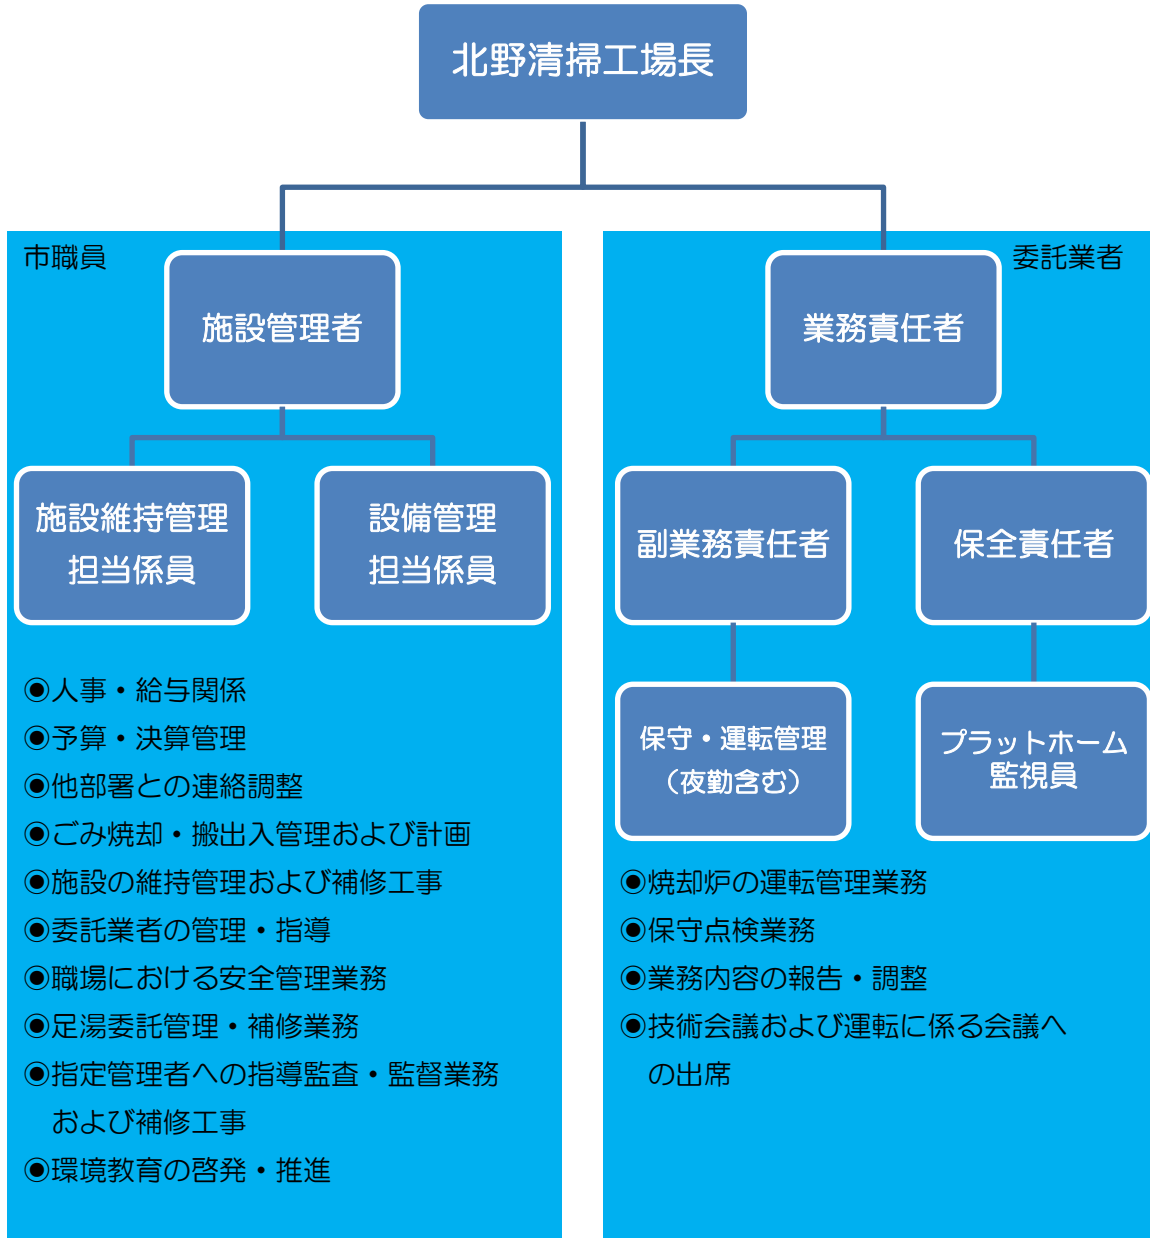 北野清掃工場長
市職員
施設管理者
施設維持管理
担当係員
設備管理
担当係員
◉人事・給与関係
◉予算・決算管理
◉他部署との連絡調整
◉ごみ焼却・搬出入管理および計画
◉施設の維持管理および補修工事
◉委託業者の管理・指導
◉職場における安全管理業務
◉足湯委託管理・補修業務
◉指定管理者への指導監査・監督業務
および補修工事
◉環境教育の啓発・推進
委託業者
業務責任者
副業務責任者
保全責任者
保守・運転管理
（夜勤含む）
プラットホーム
監視員
◉焼却炉の運転管理業務
◉保守点検業務
◉業務内容の報告・調整
◉技術会議および運転に係る会議へ
の出席